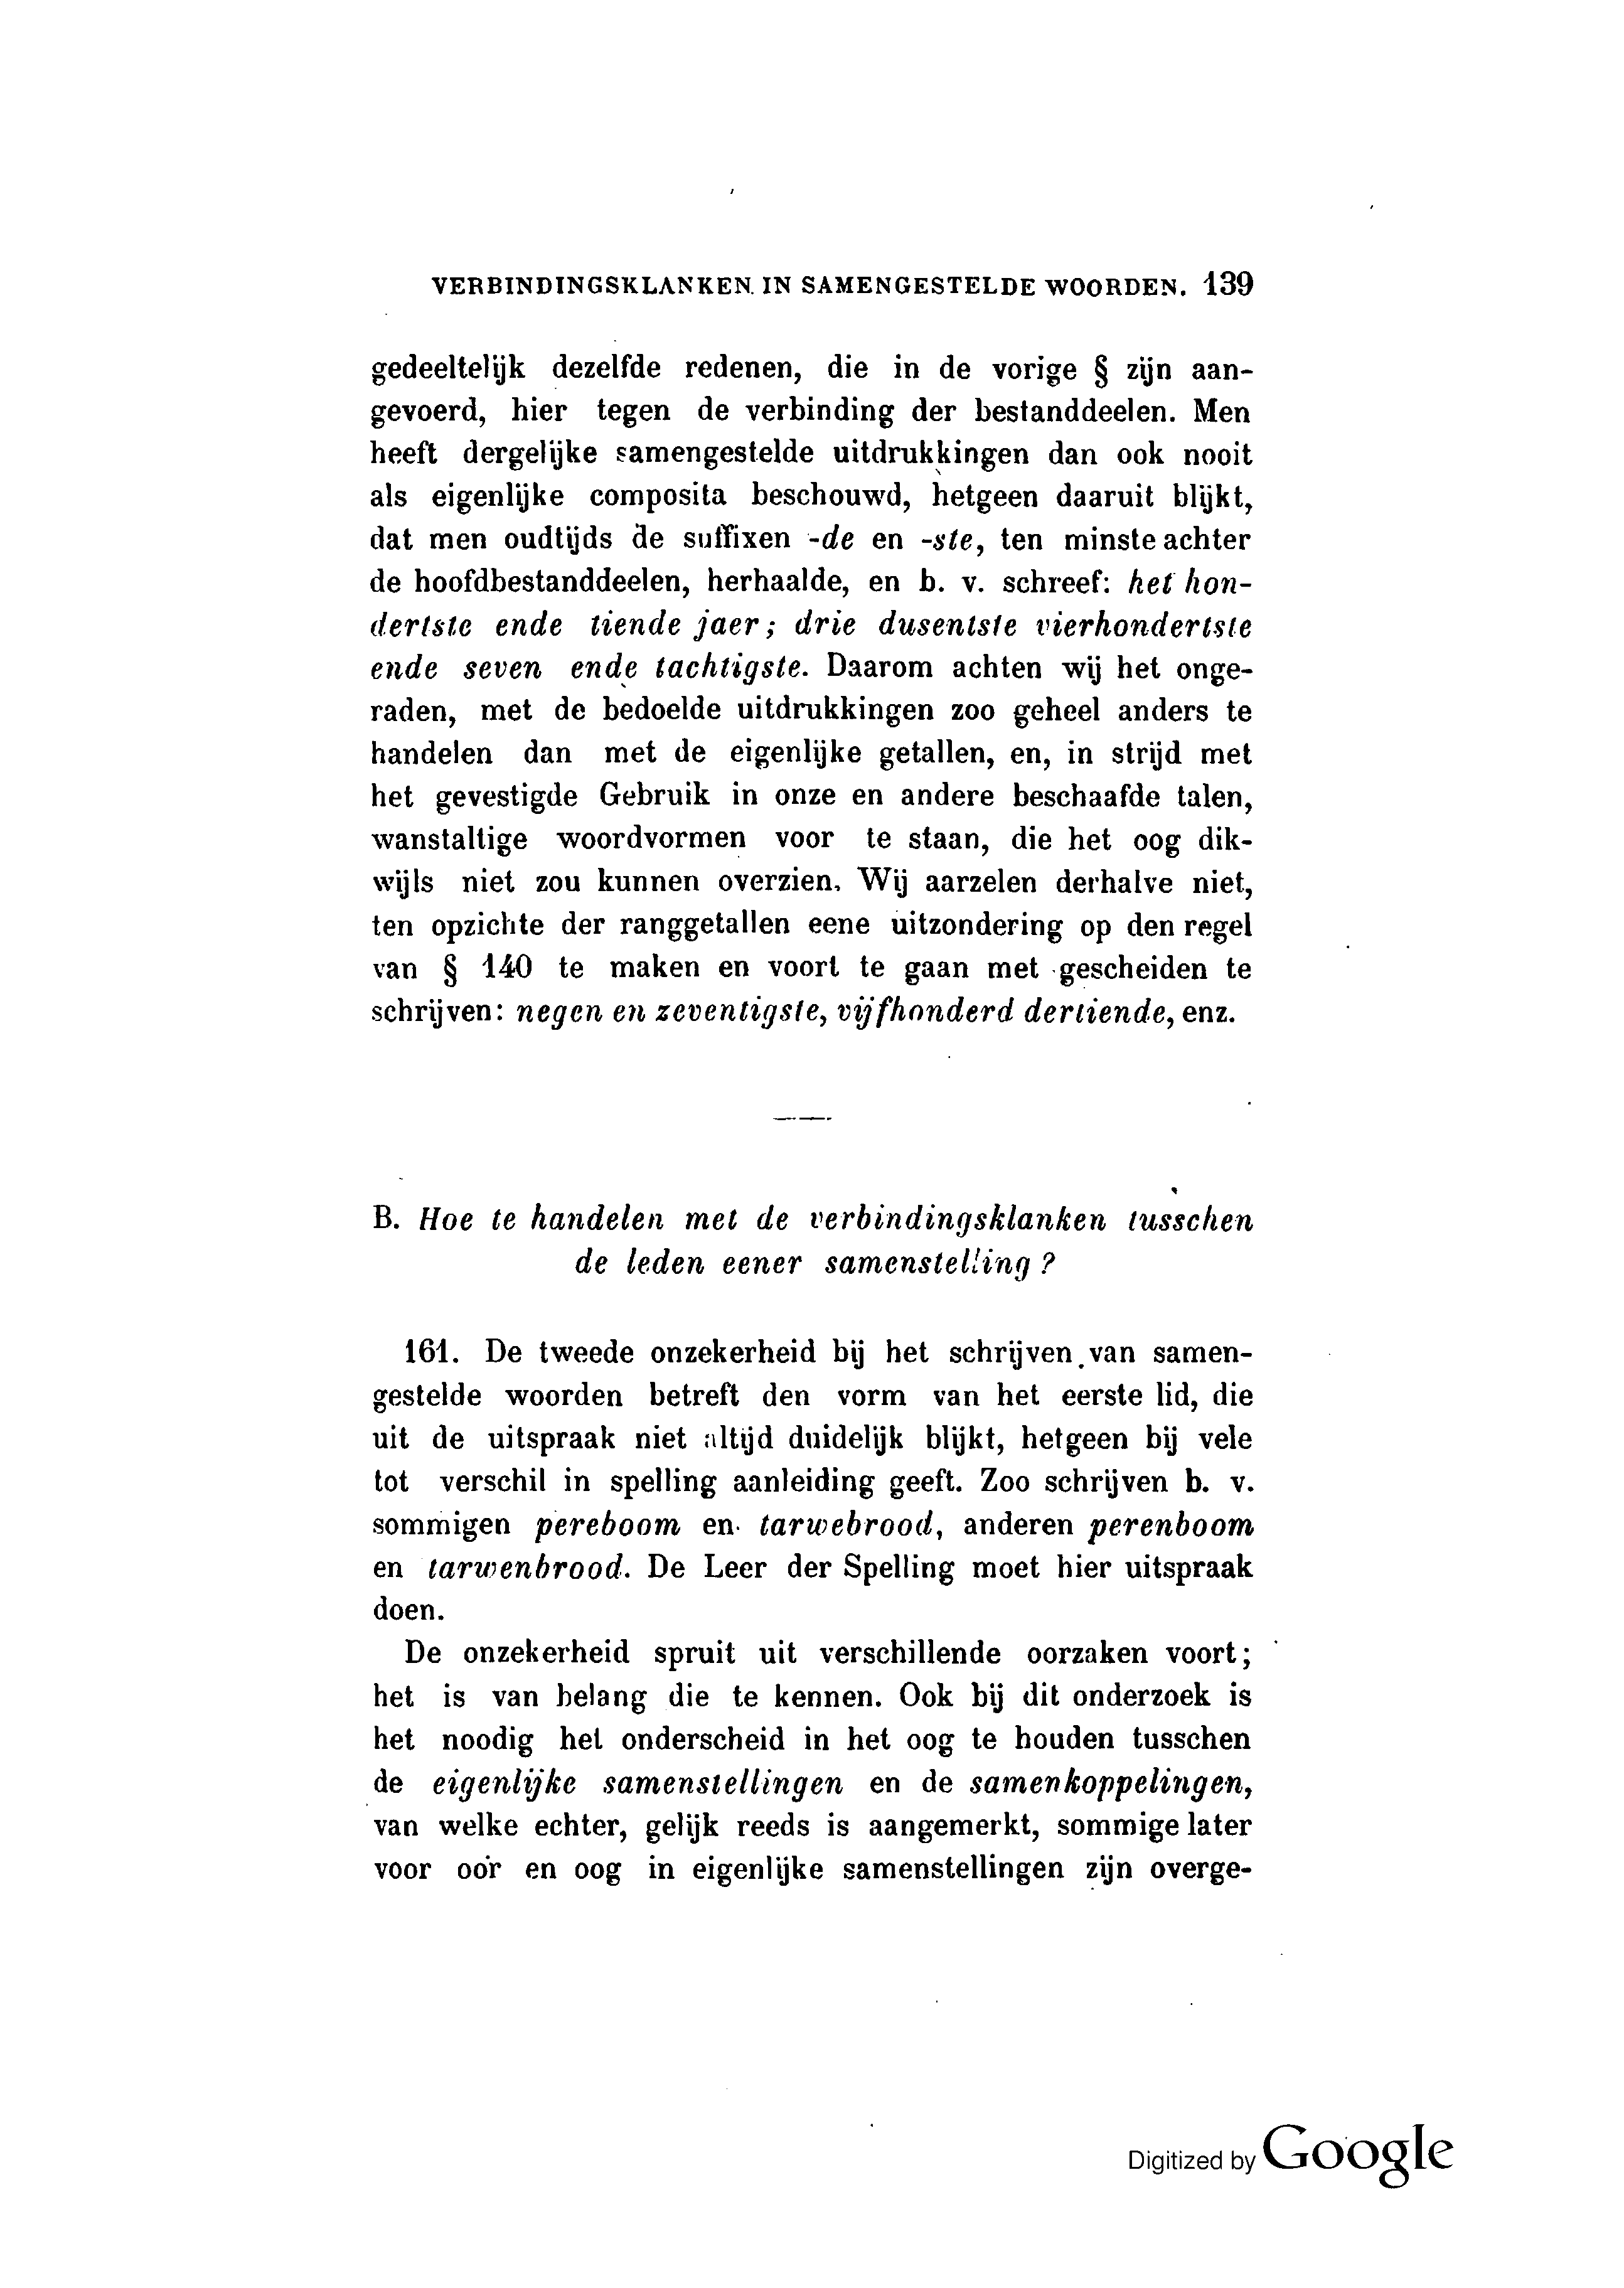 VERBINDINGSKLANKEN IN SAMENGESTELDE WOORDEN. 139
gedeeltelijk dezelfde redenen, die in de vorige § zijn aan-
gevoerd, hier tegen de verbinding der bestanddeelen. Men
heeft dergelijke samengestelde uitdrukkingen dan ook nooit
als eigenlijke composita beschouwd, hetgeen daaruit blijkt,
dat men oudtijds de suffixen -de en -ste, ten minste achter
de hoofdbestanddeelen, herhaalde, en b. v. schreef: het hon-
dertste ende tiende jaer; drie dusentste vierhondertste
ende seven ende tachtigste. Daarom achten wij het onge-
raden, met de bedoelde uitdrukkingen zoo geheel anders te
handelen dan met de eigenlijke getallen, en, in strijd met
het gevestigde Gebruik in onze en andere beschaafde talen,
wanstaltige woordvormen voor te staan, die het oog dik-
wijls niet zou kunnen overzien. Wij aarzelen derhalve niet,
ten opzichte der ranggetallen eene uitzondering op den regel
van § 140 te maken en voort te gaan met gescheiden te
schrijven: negen en zeventigste, vijfhonderd dertiende, enz.
B. Hoe te handelen met de verbindingsklanken tusschen
de leden eener samenstelling?
161. De tweede onzekerheid bij het schrijven van samen-
gestelde woorden betreft den vorm van het eerste lid, die
uit de uitspraak niet altijd duidelijk blijkt, hetgeen bij vele
tot verschil in spelling aanleiding geeft. Zoo schrijven b. v.
sommigen pereboom en tarwebrood, anderen perenboom
en tarwenbrood. De Leer der Spelling moet hier uitspraak
doen.
De onzekerheid spruit uit verschillende oorzaken voort;
het is van belang die te kennen. Ook bij dit onderzoek is
het noodig het onderscheid in het oog te houden tusschen
de eigenlijke samenstellingen en de samenkoppelingen,
van welke echter, gelijk reeds is aangemerkt, sommige later
voor oor en oog in eigenlijke samenstellingen zijn overge-
Digitized by Google